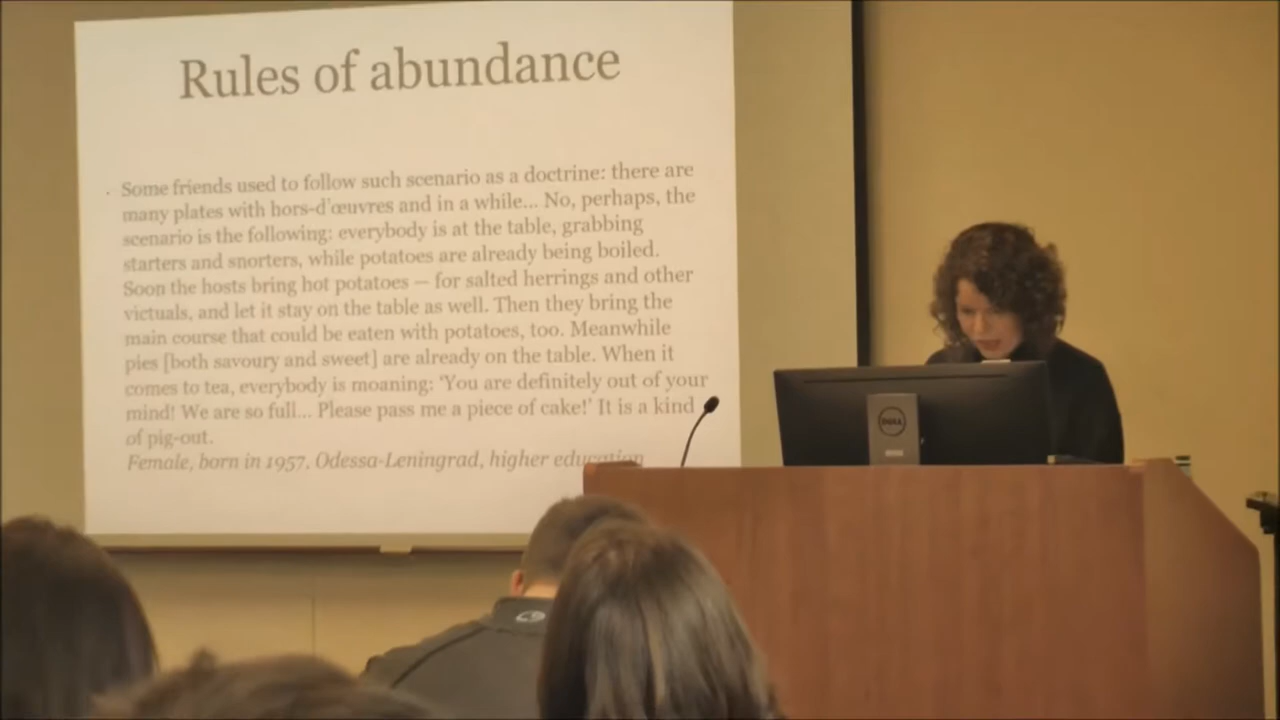 Rules of abundance
Some friends used to follow such scenario as a doctrine: there are
many plates with hors-d'œuvres and in a while... No, perhaps, the
scenario is the following: everybody is at the table, grabbing
starters and snorters, while potatoes are already being boiled.
Soon the hosts bring hot potatoes — for salted herrings and other
victuals, and let it stay on the table as well. Then they bring the
main course that could be eaten with potatoes, too. Meanwhile
pies [both savoury and sweet] are already on the table. When it
comes to tea, everybody is moaning: 'You are definitely out of your
mind! We are so full... Please pass me a piece of cake!' It is a kind
of pig-out.
Female, born in 1957. Odessa-Leningrad, higher education
DELL